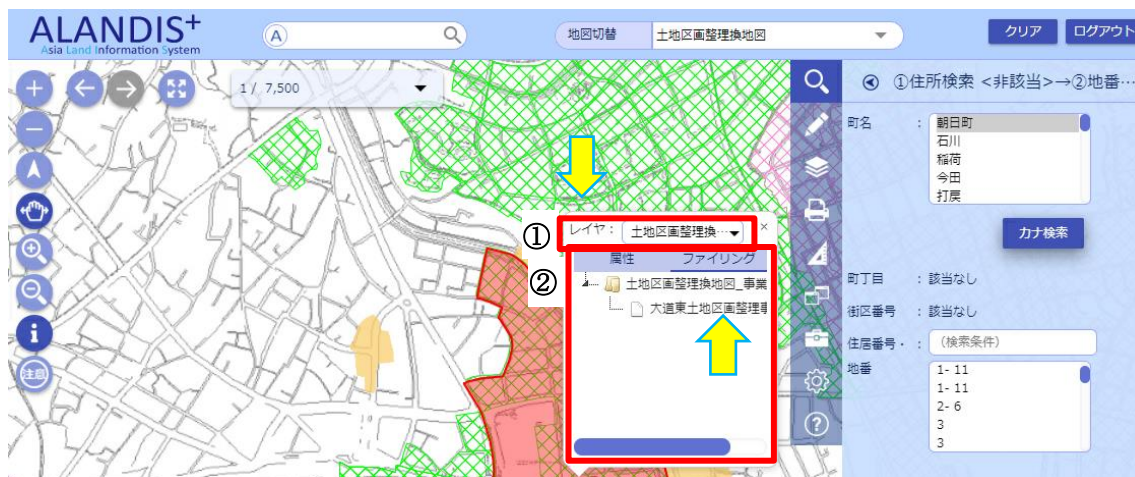 ALANDIS+
Asia Land Information System
A
地図切替
土地区画整理換地図
クリア
ログアウト
1 / 7,500
①住所検索 <非該当>→②地番…
町名 :
朝日町
石川
稲荷
今田
打戻
カナ検索
町丁目 : 該当なし
街区番号 : 該当なし
住居番号・ : (検索条件)
地番
1- 11
1- 11
2- 6
3
3
①
レイヤ: 土地区画整理換…
×
②
属性
ファイリング
土地区画整理換地図_事業
大道東土地区画整理事
i
注意
?